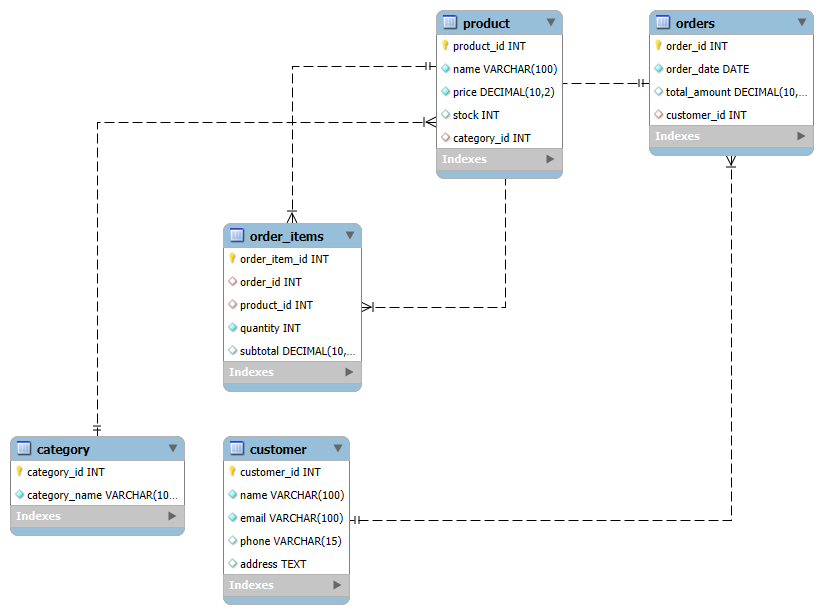 product
product_id INT
name VARCHAR(100)
price DECIMAL(10,2)
stock INT
category_id INT
Indexes
orders
order_id INT
order_date DATE
total_amount DECIMAL(10,...
customer_id INT
Indexes
order_items
order_item_id INT
order_id INT
product_id INT
quantity INT
subtotal DECIMAL(10,...
Indexes
category
category_id INT
category_name VARCHAR(10...
Indexes
customer
customer_id INT
name VARCHAR(100)
email VARCHAR(100)
phone VARCHAR(15)
address TEXT
Indexes